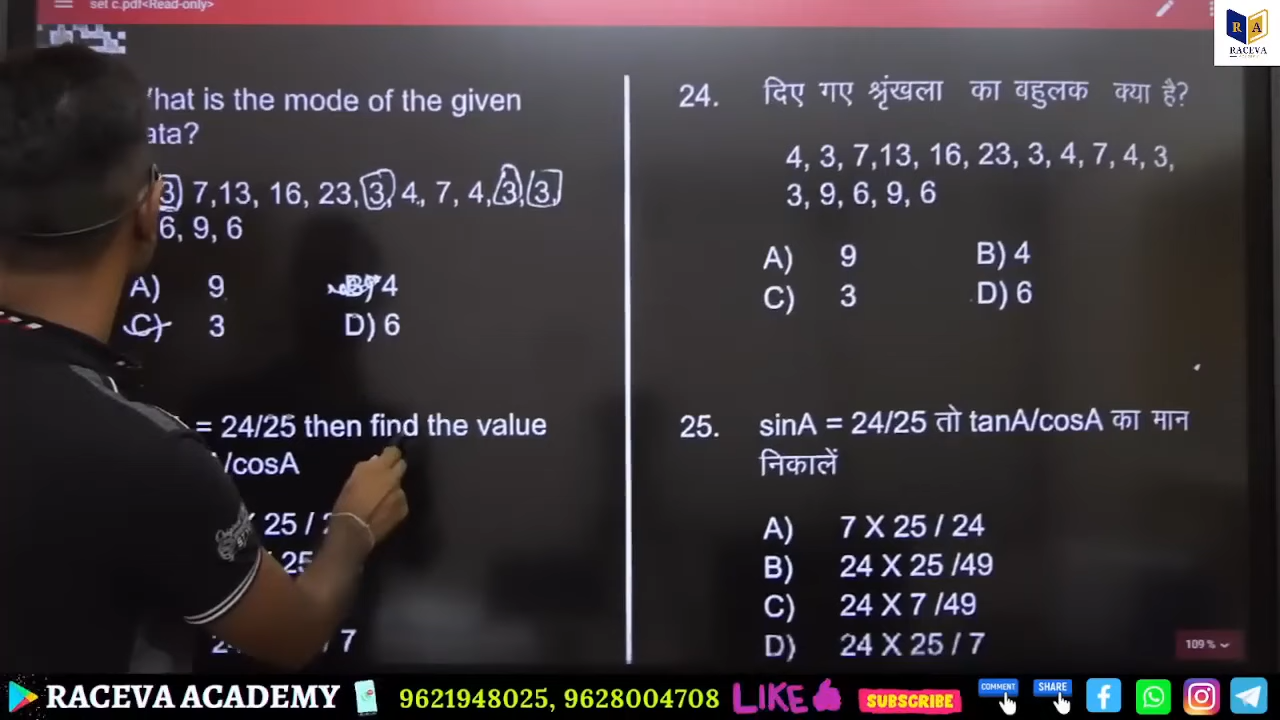 set c.pdf<Read-only>
RACEVA
hat is the mode of the given
ata?
3, 7,13, 16, 23, 3, 4, 7, 4, 3, 3,
6, 9, 6
A) 9 B) 4
C) 3 D) 6
= 24/25 then find the value
/cosA
X 25 /
25
7
24. दिए गए श्रृंखला का वहुलक क्या है?
4, 3, 7,13, 16, 23, 3, 4, 7, 4, 3,
3, 9, 6, 9, 6
A) 9 B) 4
C) 3 D) 6
25. sinA = 24/25 तो tanA/cosA का मान
निकालें
A) 7 X 25 / 24
B) 24 X 25 /49
C) 24 X 7 /49
D) 24 X 25 / 7
109 %
RACEVA ACADEMY 9621948025, 9628004708 LIKE SUBSCRIBE COMMENT SHARE